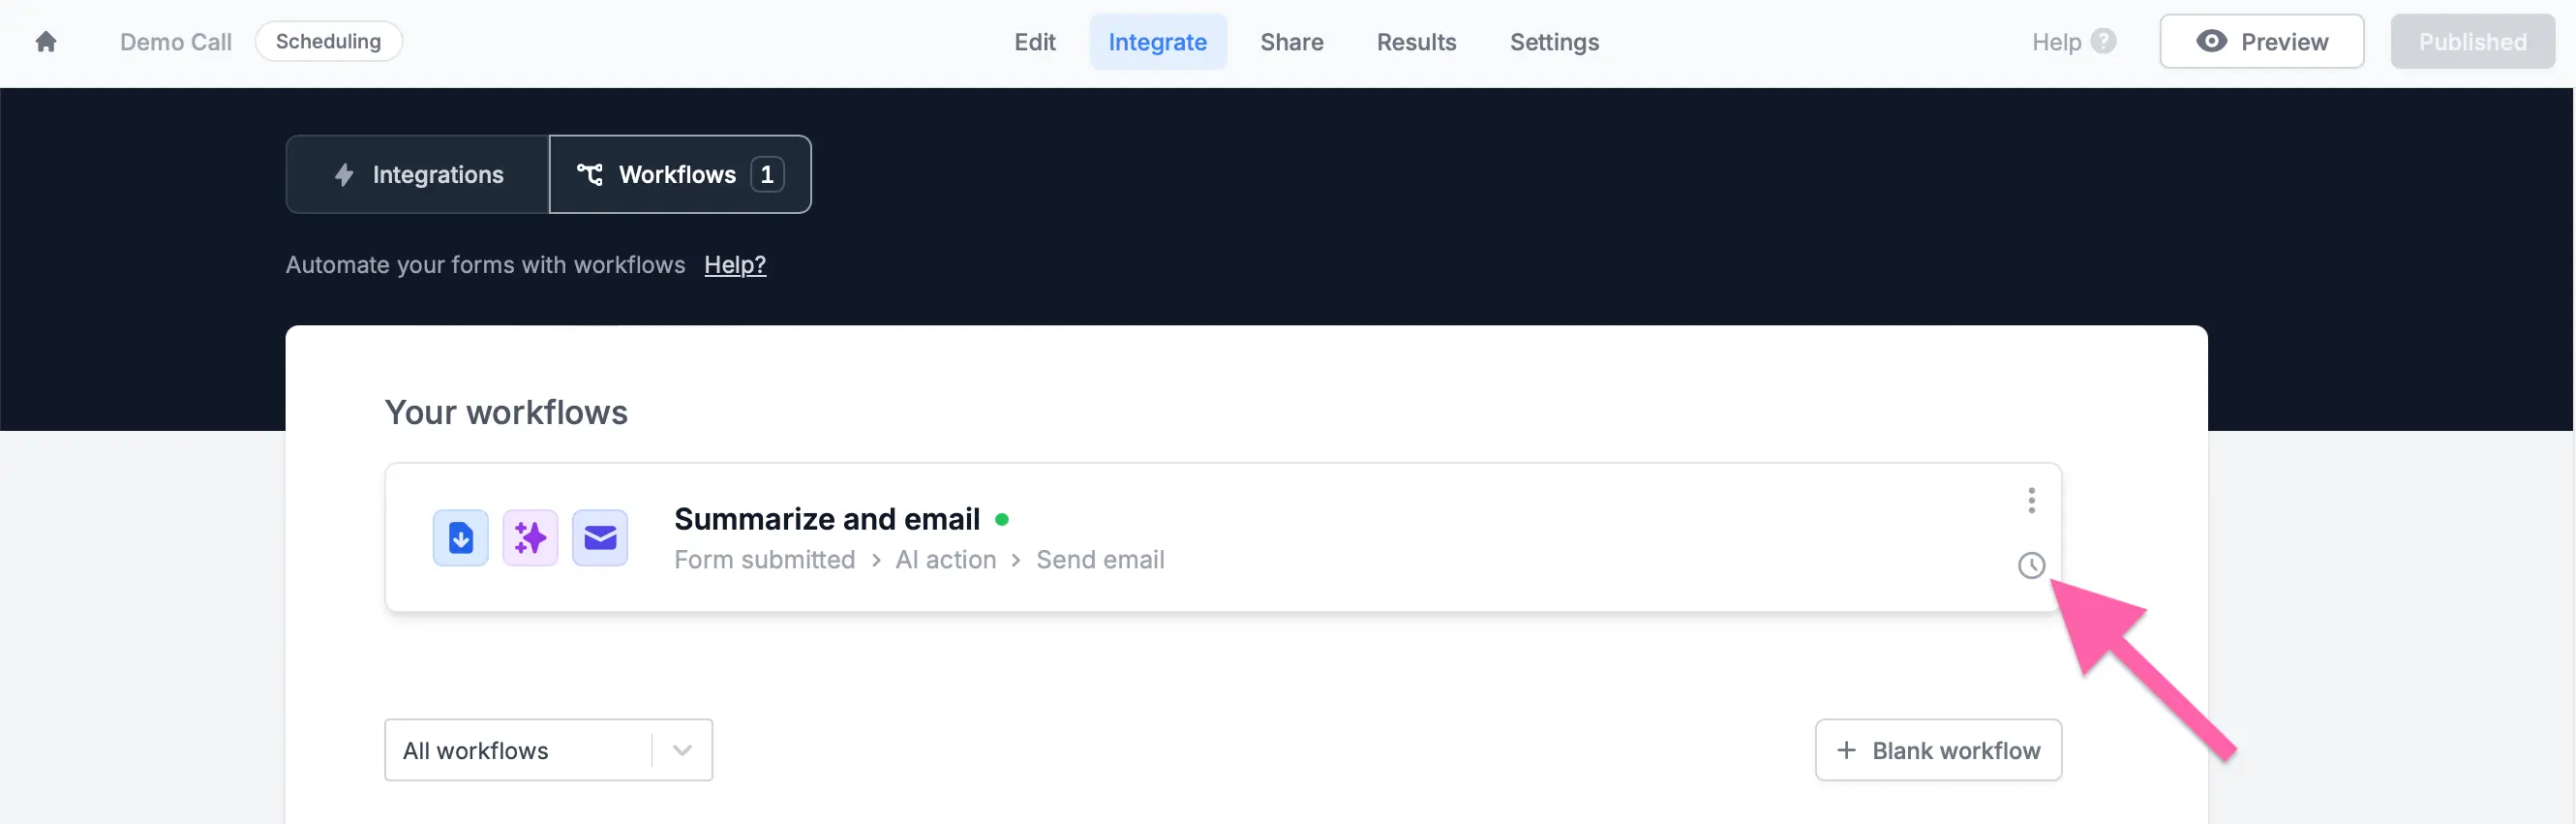 Demo Call Scheduling Edit Integrate Share Results Settings Help ? Preview Published
Integrations Workflows 1
Automate your forms with workflows Help?
Your workflows
Summarize and email
Form submitted > AI action > Send email
All workflows + Blank workflow